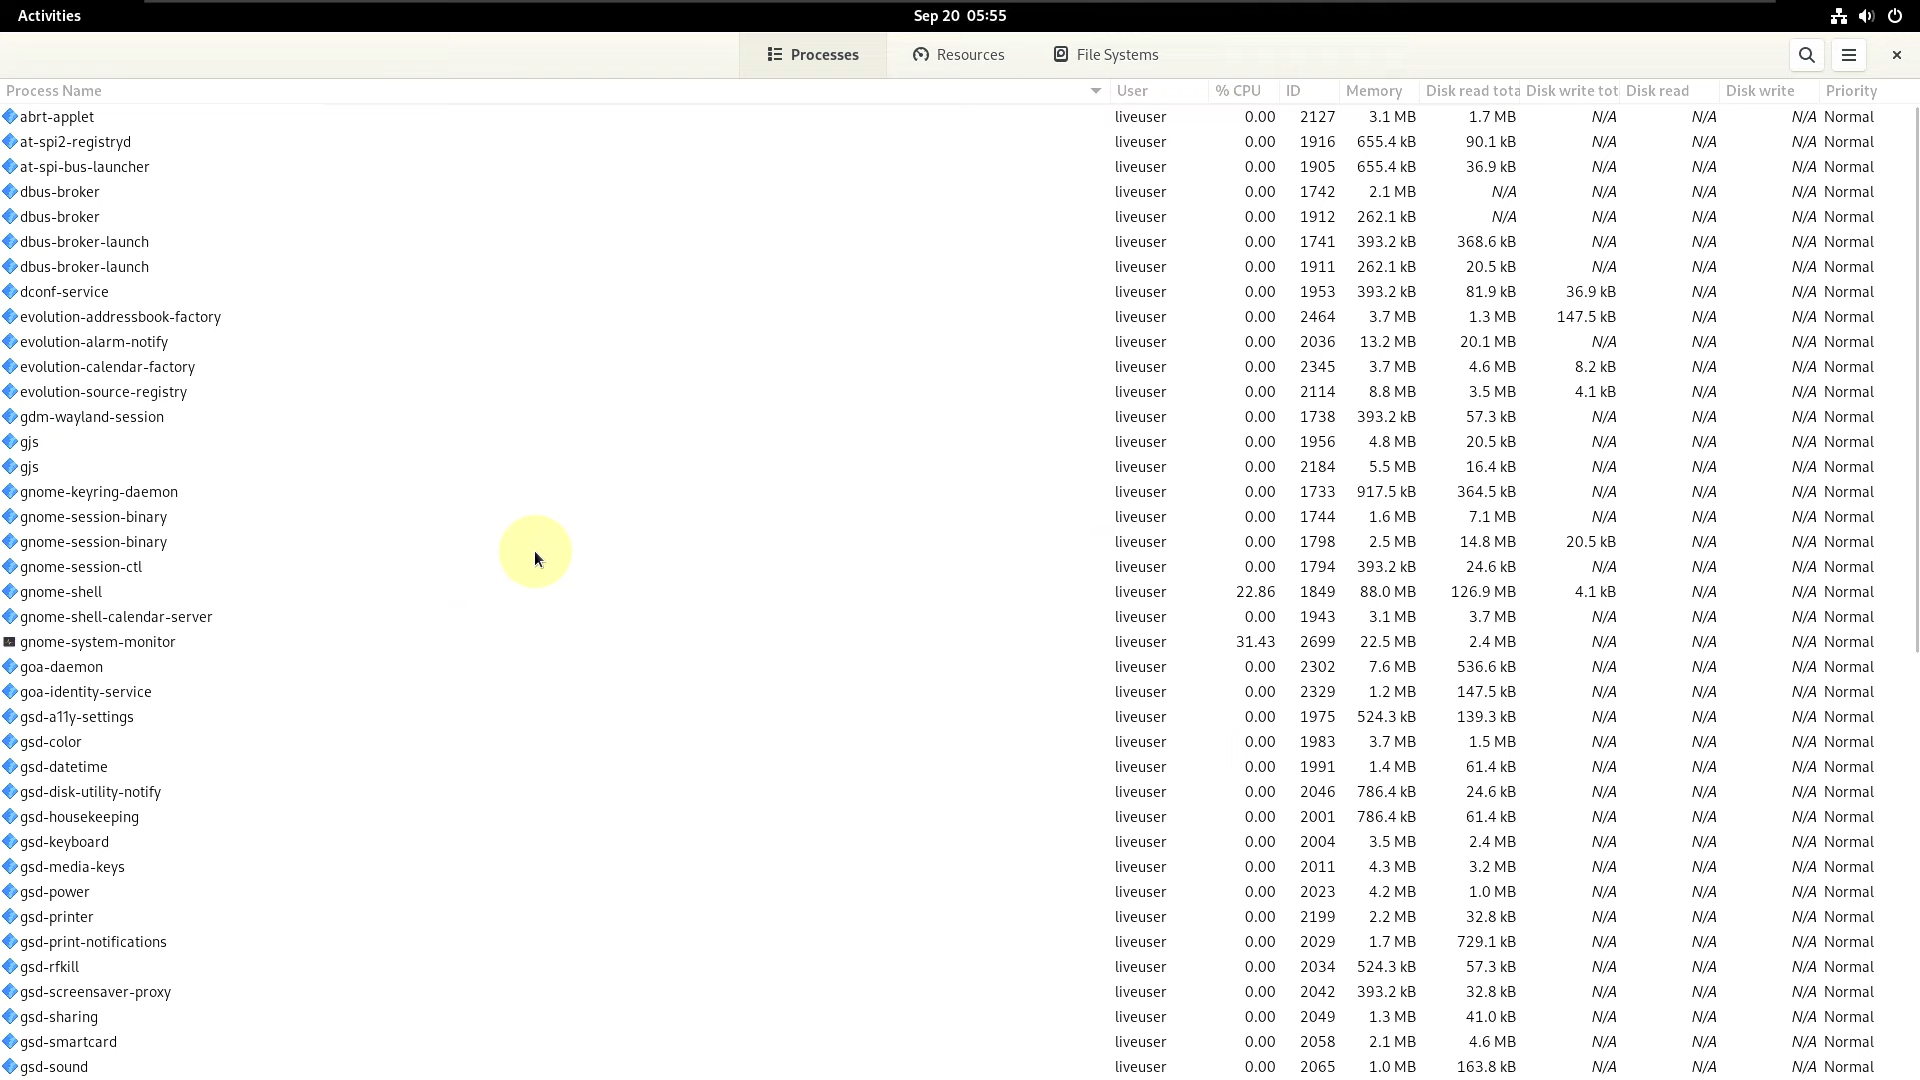 Activities Sep 20 05:55
Processes Resources File Systems
Process Name User % CPU ID Memory Disk read tota Disk write tot Disk read Disk write Priority
abrt-applet liveuser 0.00 2127 3.1 MB 1.7 MB N/A N/A N/A Normal
at-spi2-registryd liveuser 0.00 1916 655.4 kB 90.1 kB N/A N/A N/A Normal
at-spi-bus-launcher liveuser 0.00 1905 655.4 kB 36.9 kB N/A N/A N/A Normal
dbus-broker liveuser 0.00 1742 2.1 MB N/A N/A N/A N/A Normal
dbus-broker liveuser 0.00 1912 262.1 kB N/A N/A N/A N/A Normal
dbus-broker-launch liveuser 0.00 1741 393.2 kB 368.6 kB N/A N/A N/A Normal
dbus-broker-launch liveuser 0.00 1911 262.1 kB 20.5 kB N/A N/A N/A Normal
dconf-service liveuser 0.00 1953 393.2 kB 81.9 kB 36.9 kB N/A N/A Normal
evolution-addressbook-factory liveuser 0.00 2464 3.7 MB 1.3 MB 147.5 kB N/A N/A Normal
evolution-alarm-notify liveuser 0.00 2036 13.2 MB 20.1 MB N/A N/A N/A Normal
evolution-calendar-factory liveuser 0.00 2345 3.7 MB 4.6 MB 8.2 kB N/A N/A Normal
evolution-source-registry liveuser 0.00 2114 8.8 MB 3.5 MB 4.1 kB N/A N/A Normal
gdm-wayland-session liveuser 0.00 1738 393.2 kB 57.3 kB N/A N/A N/A Normal
gjs liveuser 0.00 1956 4.8 MB 20.5 kB N/A N/A N/A Normal
gjs liveuser 0.00 2184 5.5 MB 16.4 kB N/A N/A N/A Normal
gnome-keyring-daemon liveuser 0.00 1733 917.5 kB 364.5 kB N/A N/A N/A Normal
gnome-session-binary liveuser 0.00 1744 1.6 MB 7.1 MB N/A N/A N/A Normal
gnome-session-binary liveuser 0.00 1798 2.5 MB 14.8 MB 20.5 kB N/A N/A Normal
gnome-session-ctl liveuser 0.00 1794 393.2 kB 24.6 kB N/A N/A N/A Normal
gnome-shell liveuser 22.86 1849 88.0 MB 126.9 MB 4.1 kB N/A N/A Normal
gnome-shell-calendar-server liveuser 0.00 1943 3.1 MB 3.7 MB N/A N/A N/A Normal
gnome-system-monitor liveuser 31.43 2699 22.5 MB 2.4 MB N/A N/A N/A Normal
goa-daemon liveuser 0.00 2302 7.6 MB 536.6 kB N/A N/A N/A Normal
goa-identity-service liveuser 0.00 2329 1.2 MB 147.5 kB N/A N/A N/A Normal
gsd-a11y-settings liveuser 0.00 1975 524.3 kB 139.3 kB N/A N/A N/A Normal
gsd-color liveuser 0.00 1983 3.7 MB 1.5 MB N/A N/A N/A Normal
gsd-datetime liveuser 0.00 1991 1.4 MB 61.4 kB N/A N/A N/A Normal
gsd-disk-utility-notify liveuser 0.00 2046 786.4 kB 24.6 kB N/A N/A N/A Normal
gsd-housekeeping liveuser 0.00 2001 786.4 kB 61.4 kB N/A N/A N/A Normal
gsd-keyboard liveuser 0.00 2004 3.5 MB 2.4 MB N/A N/A N/A Normal
gsd-media-keys liveuser 0.00 2011 4.3 MB 3.2 MB N/A N/A N/A Normal
gsd-power liveuser 0.00 2023 4.2 MB 1.0 MB N/A N/A N/A Normal
gsd-printer liveuser 0.00 2199 2.2 MB 32.8 kB N/A N/A N/A Normal
gsd-print-notifications liveuser 0.00 2029 1.7 MB 729.1 kB N/A N/A N/A Normal
gsd-rfkill liveuser 0.00 2034 524.3 kB 57.3 kB N/A N/A N/A Normal
gsd-screensaver-proxy liveuser 0.00 2042 393.2 kB 32.8 kB N/A N/A N/A Normal
gsd-sharing liveuser 0.00 2049 1.3 MB 41.0 kB N/A N/A N/A Normal
gsd-smartcard liveuser 0.00 2058 2.1 MB 4.6 MB N/A N/A N/A Normal
gsd-sound liveuser 0.00 2065 1.0 MB 163.8 kB N/A N/A N/A Normal